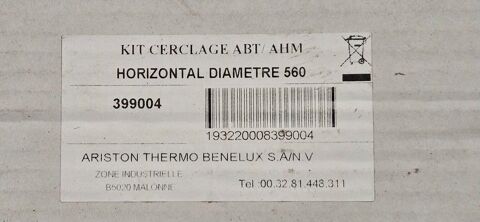 KIT CERCLAGE ABT/ AHM
HORIZONTAL DIAMETRE 560
399004
193220008399004
ARISTON THERMO BENELUX S.A/N.V
ZONE INDUSTRIELLE
B5020 MALONNE
Tel :00.32.81.448.311